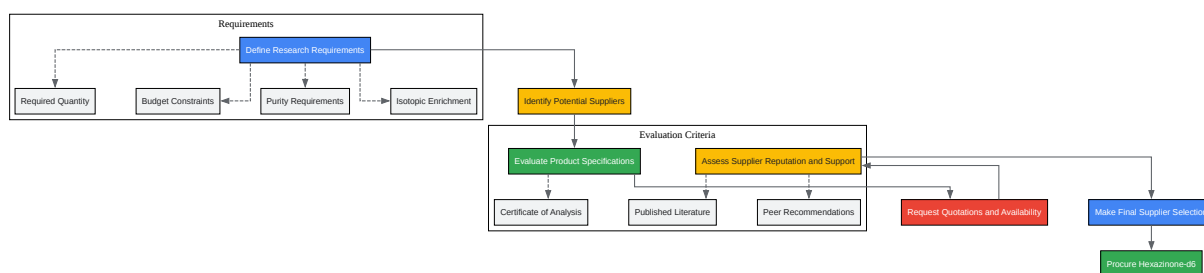 Requirements
Define Research Requirements
Required Quantity
Budget Constraints
Purity Requirements
Isotopic Enrichment
Identify Potential Suppliers
Evaluation Criteria
Evaluate Product Specifications
Assess Supplier Reputation and Support
Certificate of Analysis
Published Literature
Peer Recommendations
Request Quotations and Availability
Make Final Supplier Selection
Procure Hexazinone-d6